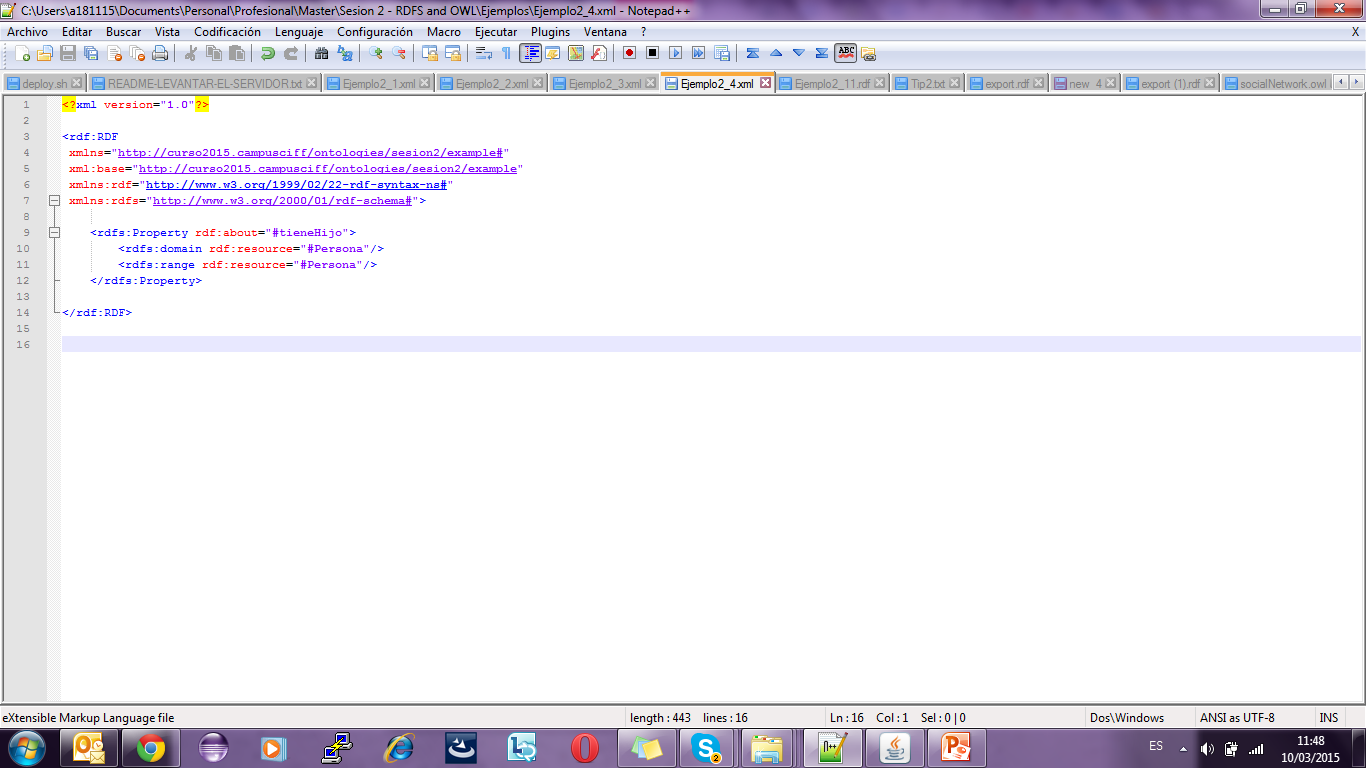 C:\Users\a181115\Documents\Personal\Profesional\Master\Sesion 2 - RDFS and OWL\Ejemplos\Ejemplo2_4.xml - Notepad++
Archivo Editar Buscar Vista Codificación Lenguaje Configuración Macro Ejecutar Plugins Ventana ? X
ABC
deploy.sh README-LEVANTAR-EL-SERVIDOR.txt Ejemplo2_1.xml Ejemplo2_2.xml Ejemplo2_3.xml Ejemplo2_4.xml Ejemplo2_11.rdf Tip2.txt export.rdf new 4 export (1).rdf socialNetwork.owl
1 <?xml version="1.0"?>
2
3 <rdf:RDF
4 xmlns="http://curso2015.campusciff/ontologies/sesion2/example#"
5 xml:base="http://curso2015.campusciff/ontologies/sesion2/example"
6 xmlns:rdf="http://www.w3.org/1999/02/22-rdf-syntax-ns#"
7 xmlns:rdfs="http://www.w3.org/2000/01/rdf-schema#">
8
9 <rdfs:Property rdf:about="#tieneHijo">
10 <rdfs:domain rdf:resource="#Persona"/>
11 <rdfs:range rdf:resource="#Persona"/>
12 </rdfs:Property>
13
14 </rdf:RDF>
15
16
eXtensible Markup Language file length : 443 lines : 16 Ln : 16 Col : 1 Sel : 0 | 0 Dos\Windows ANSI as UTF-8 INS
ES 11:48
10/03/2015